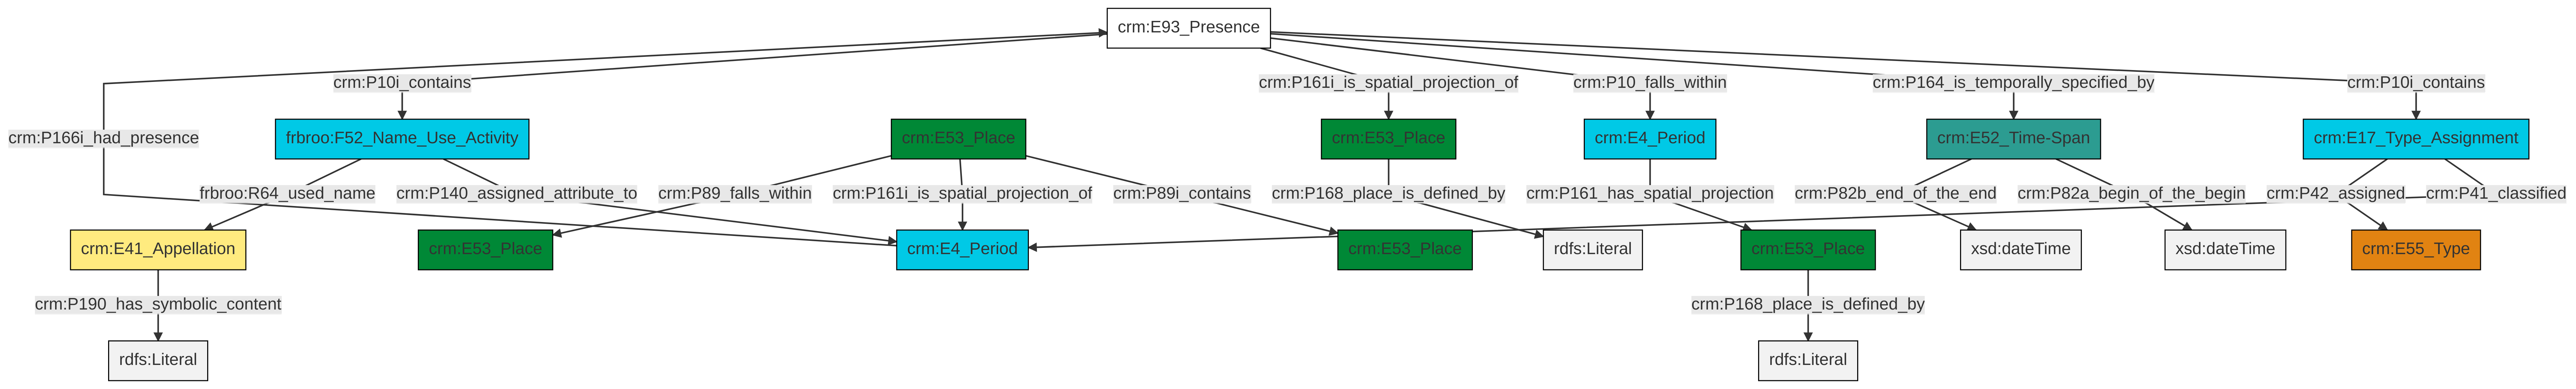 crm:E93_Presence
crm:P10i_contains
crm:P161i_is_spatial_projection_of
crm:P10_falls_within
crm:P164_is_temporally_specified_by
crm:P10i_contains
crm:P166i_had_presence
frbroo:F52_Name_Use_Activity
crm:E53_Place
crm:E53_Place
crm:E4_Period
crm:E52_Time-Span
crm:E17_Type_Assignment
frbroo:R64_used_name
crm:P140_assigned_attribute_to
crm:P89_falls_within
crm:P161i_is_spatial_projection_of
crm:P89i_contains
crm:P168_place_is_defined_by
crm:P161_has_spatial_projection
crm:P82b_end_of_the_end
crm:P82a_begin_of_the_begin
crm:P42_assigned
crm:P41_classified
crm:E41_Appellation
crm:E53_Place
crm:E4_Period
crm:E53_Place
rdfs:Literal
crm:E53_Place
xsd:dateTime
xsd:dateTime
crm:E55_Type
crm:P190_has_symbolic_content
crm:P168_place_is_defined_by
rdfs:Literal
rdfs:Literal